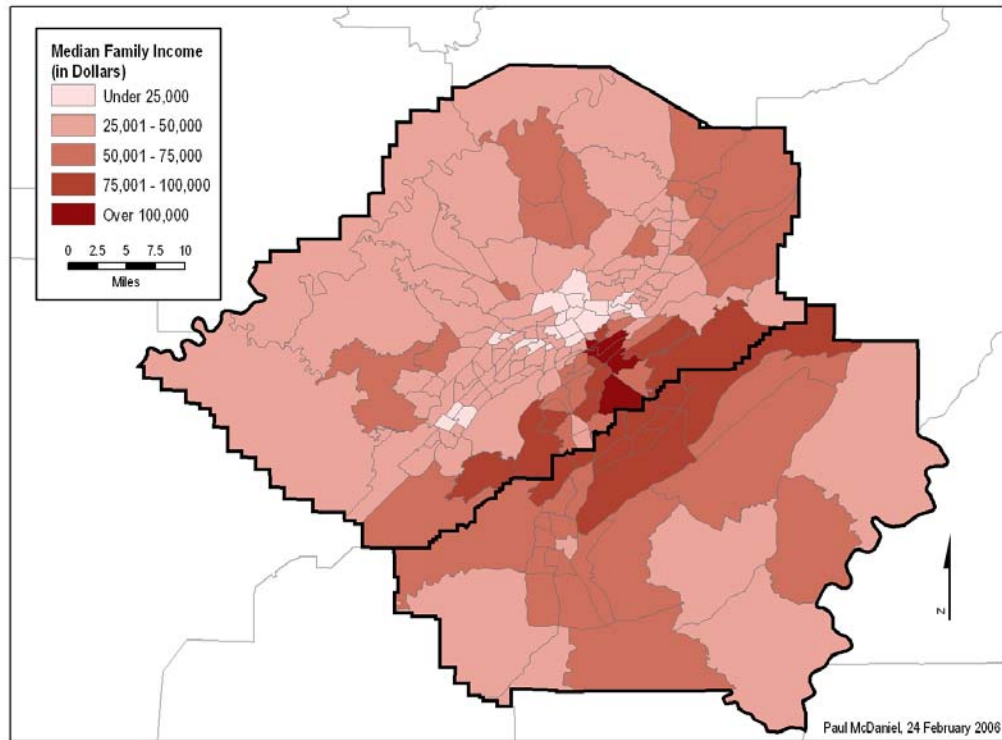 Median Family Income
(in Dollars)
Under 25,000
25,001 - 50,000
50,001 - 75,000
75,001 - 100,000
Over 100,000
0 2.5 5 7.5 10
Miles
N
Paul McDaniel, 24 February 2006